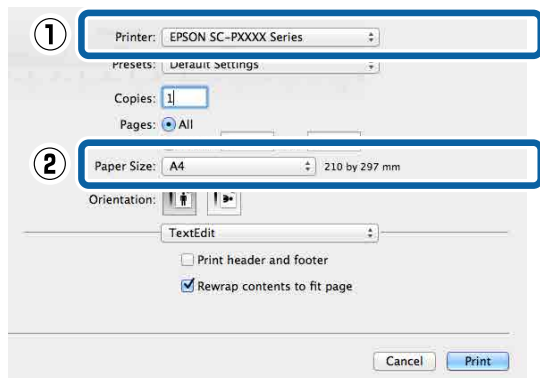 ① Printer: EPSON SC-PXXXX Series
Presets: Default Settings
Copies: 1
Pages: All
② Paper Size: A4 210 by 297 mm
Orientation:
TextEdit
Print header and footer
Rewrap contents to fit page
Cancel Print